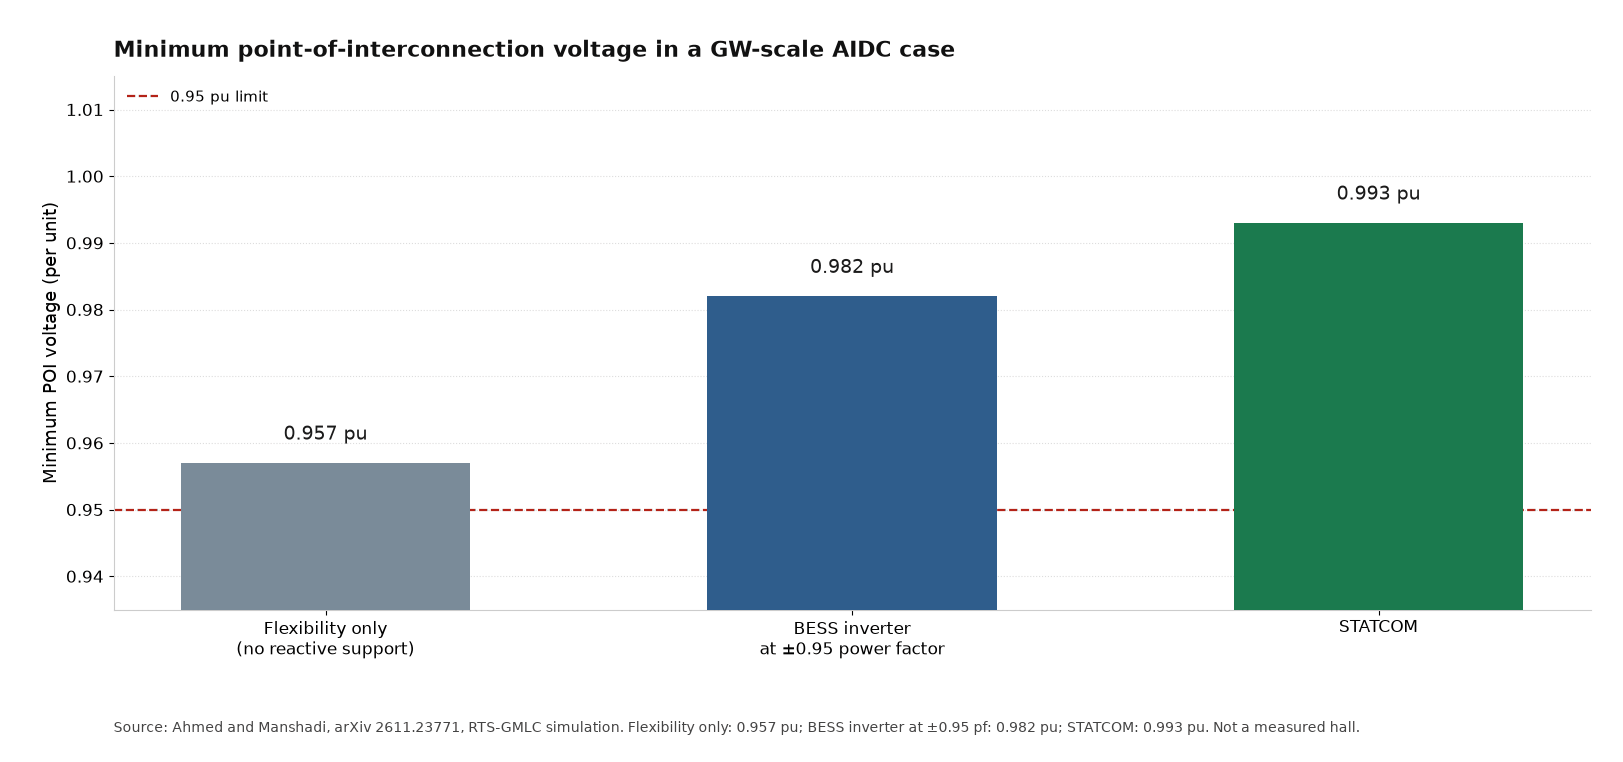 Minimum point-of-interconnection voltage in a GW-scale AIDC case
0.95 pu limit
Minimum POI voltage (per unit)
1.01
1.00
0.99
0.98
0.97
0.96
0.95
0.94
0.957 pu
0.982 pu
0.993 pu
Flexibility only
(no reactive support)
BESS inverter
at ±0.95 power factor
STATCOM
Source: Ahmed and Manshadi, arXiv 2611.23771, RTS-GMLC simulation. Flexibility only: 0.957 pu; BESS inverter at ±0.95 pf: 0.982 pu; STATCOM: 0.993 pu. Not a measured hall.